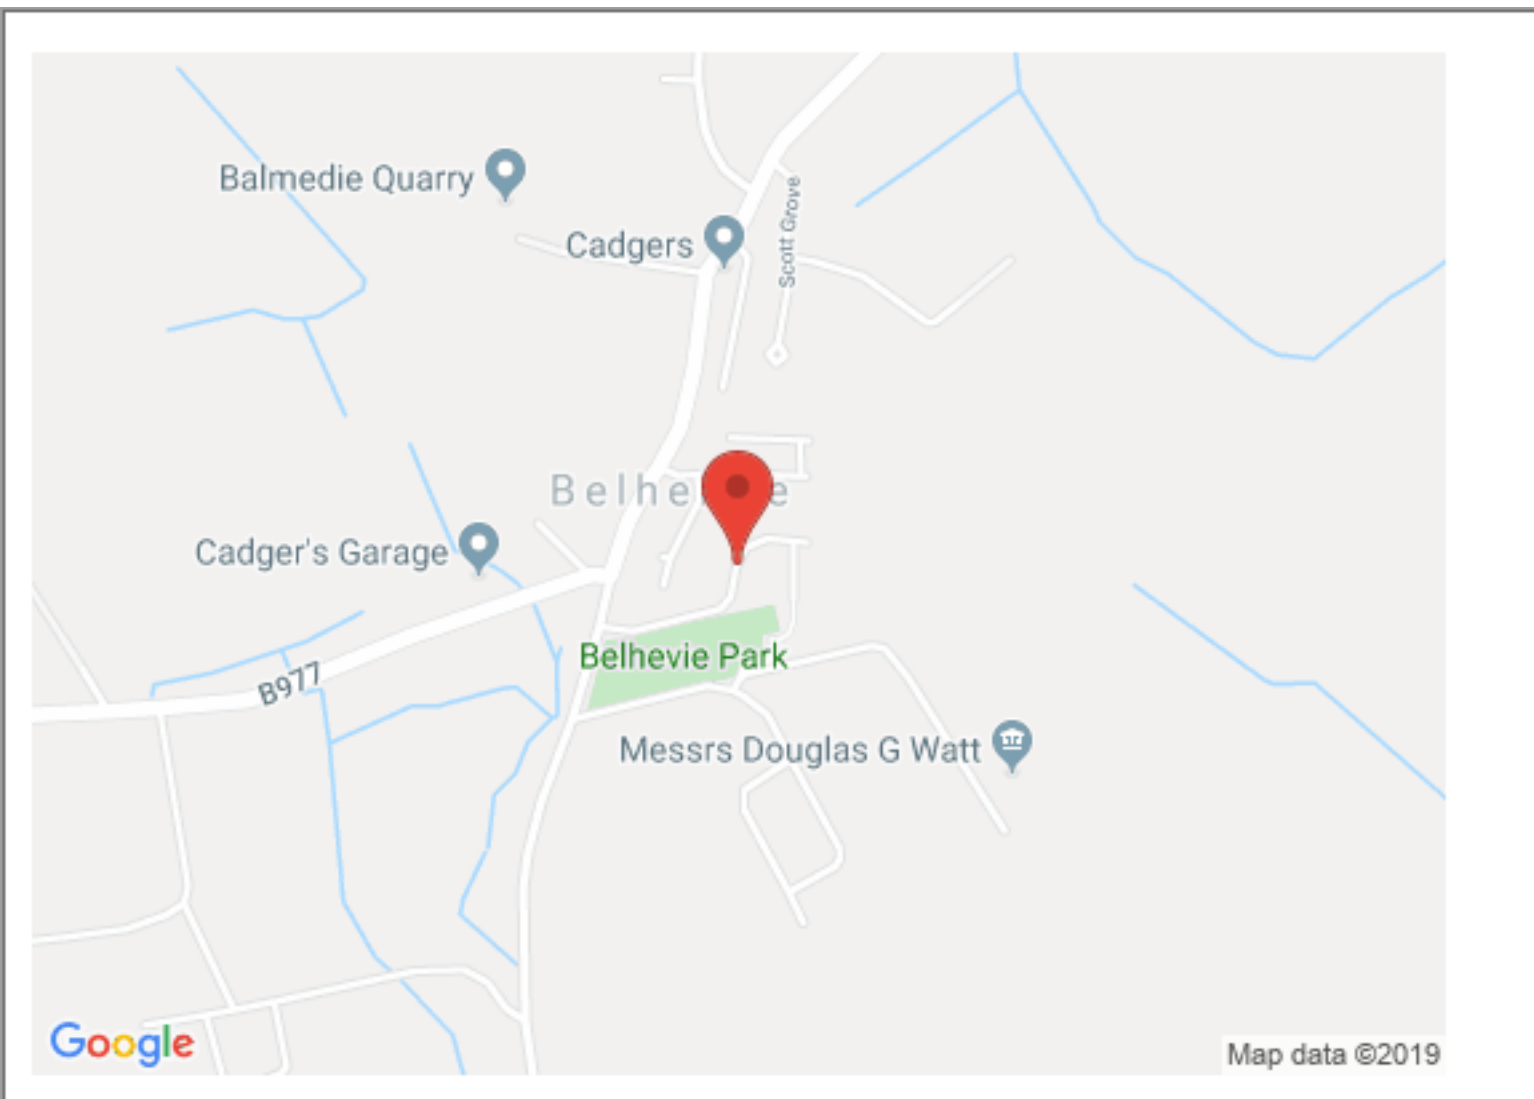 Balmedie Quarry
Cadgers
Scott Grove
Cadger's Garage
Belhevie Park
B977
Messrs Douglas G Watt
Google
Map data ©2019